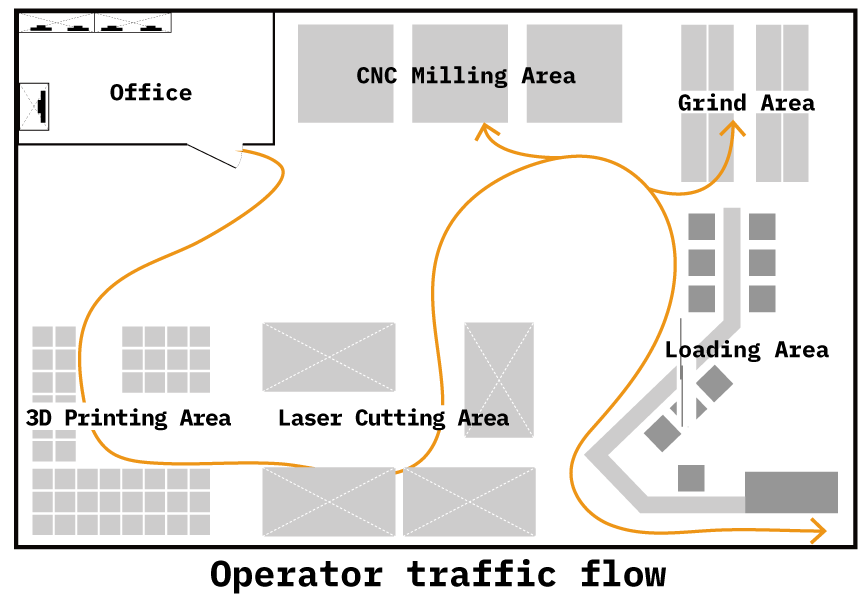 Office
CNC Milling Area
Grind Area
Loading Area
3D Printing Area
Laser Cutting Area
Operator traffic flow